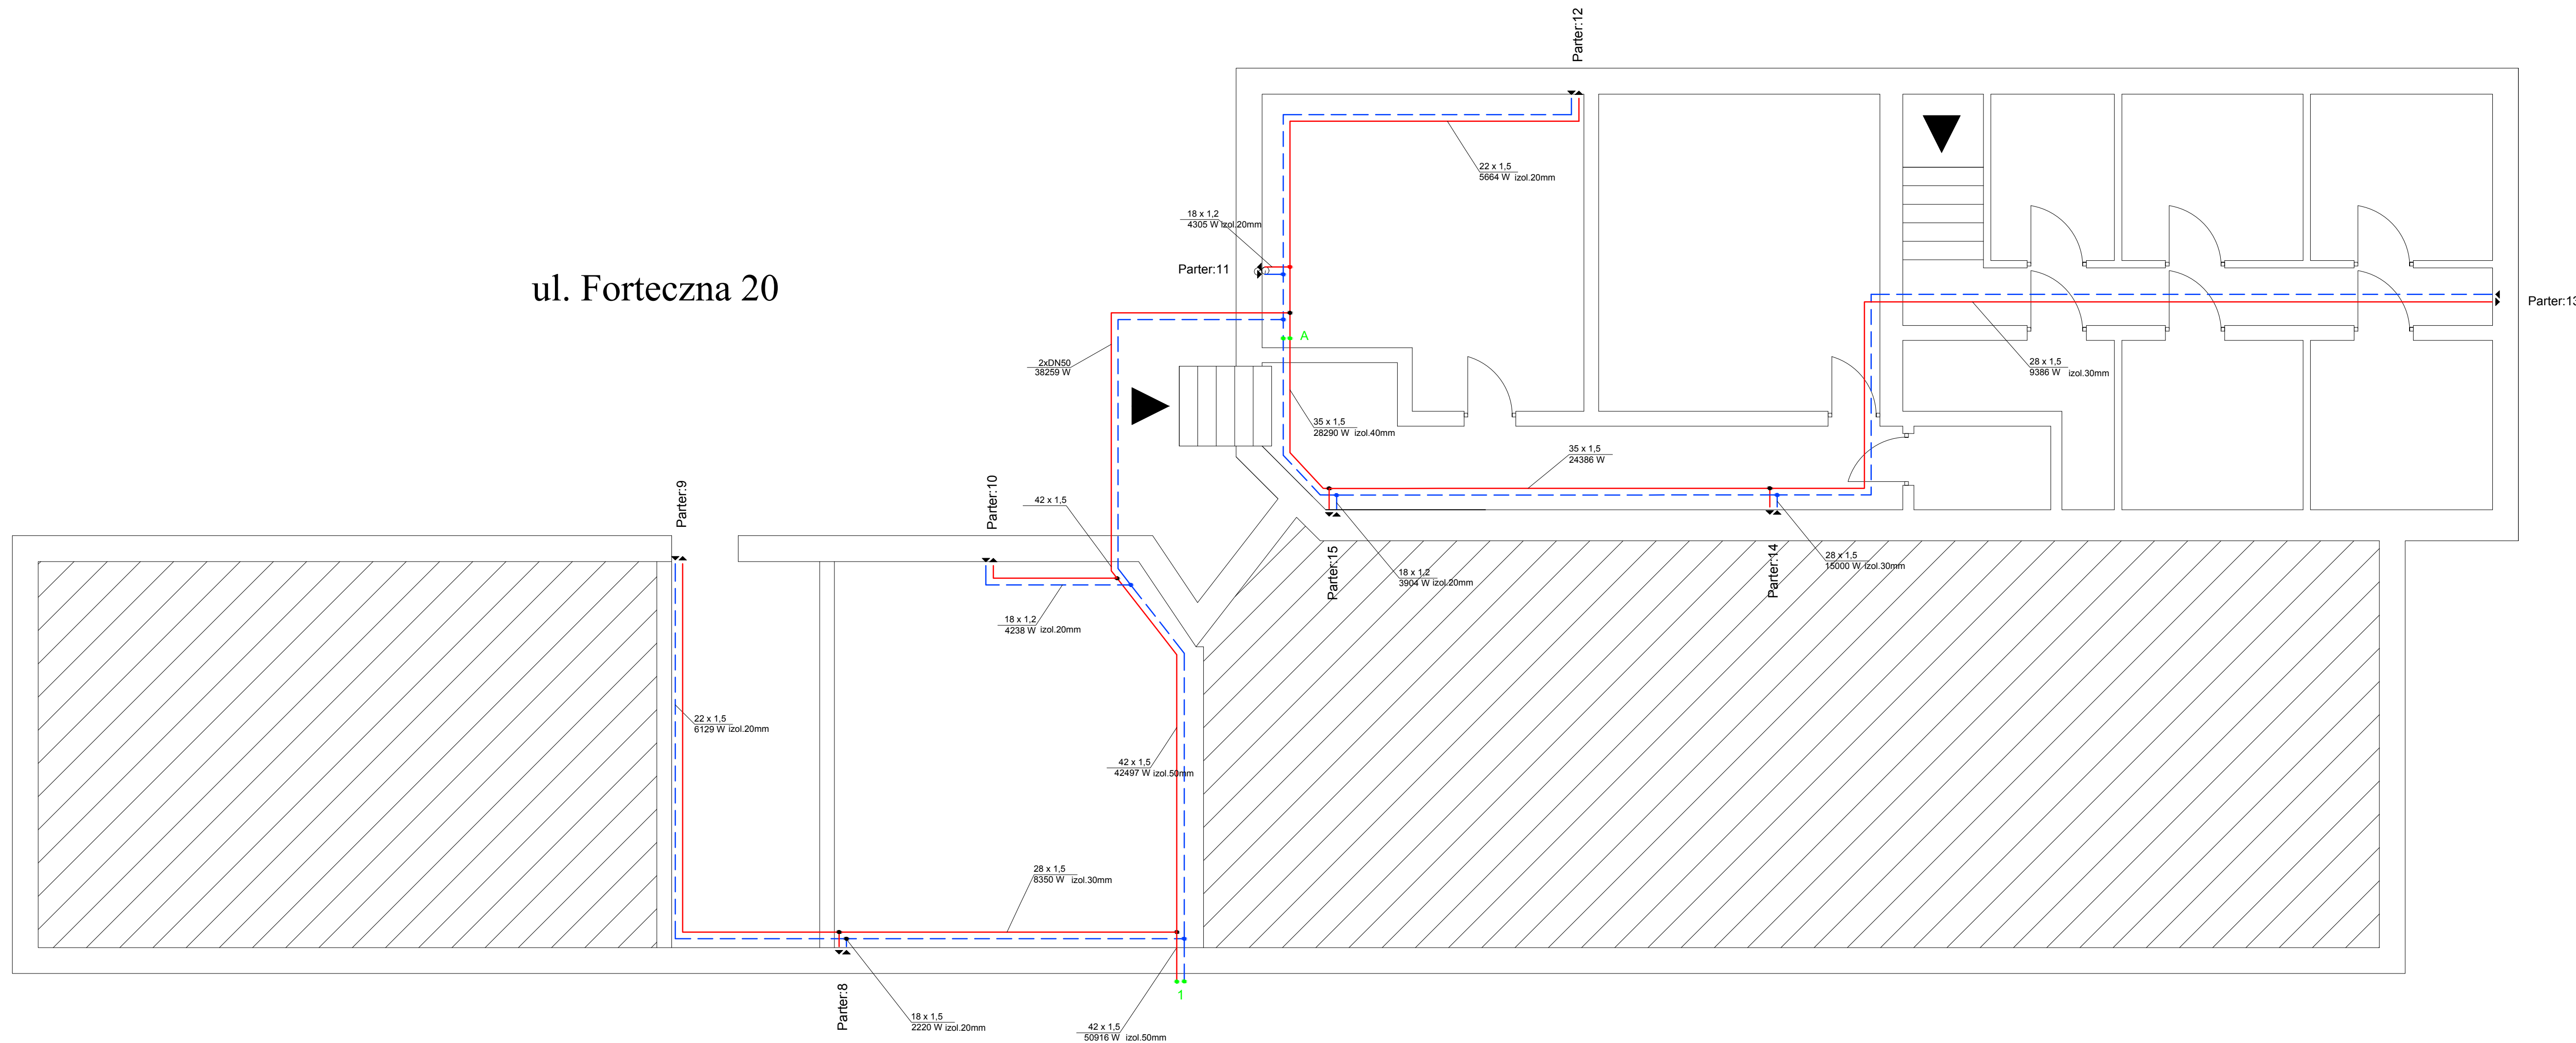 Parter:12
22 x 1,5
5664 W izol.20mm
18 x 1,2
4305 W izol.20mm
Parter:11
ul. Forteczna 20
Parter:13
A
2xDN50
38259 W
28 x 1,5
9386 W izol.30mm
35 x 1,5
28290 W izol.40mm
35 x 1,5
24386 W
Parter:9
Parter:10
42 x 1,5
Parter:15
Parter:14
28 x 1,5
15000 W izol.30mm
18 x 1,2
3904 W izol.20mm
18 x 1,2
4238 W izol.20mm
22 x 1,5
6129 W izol.20mm
42 x 1,5
42497 W izol.50mm
28 x 1,5
8350 W izol.30mm
1
Parter:8
18 x 1,5
2220 W izol.20mm
42 x 1,5
50916 W izol.50mm